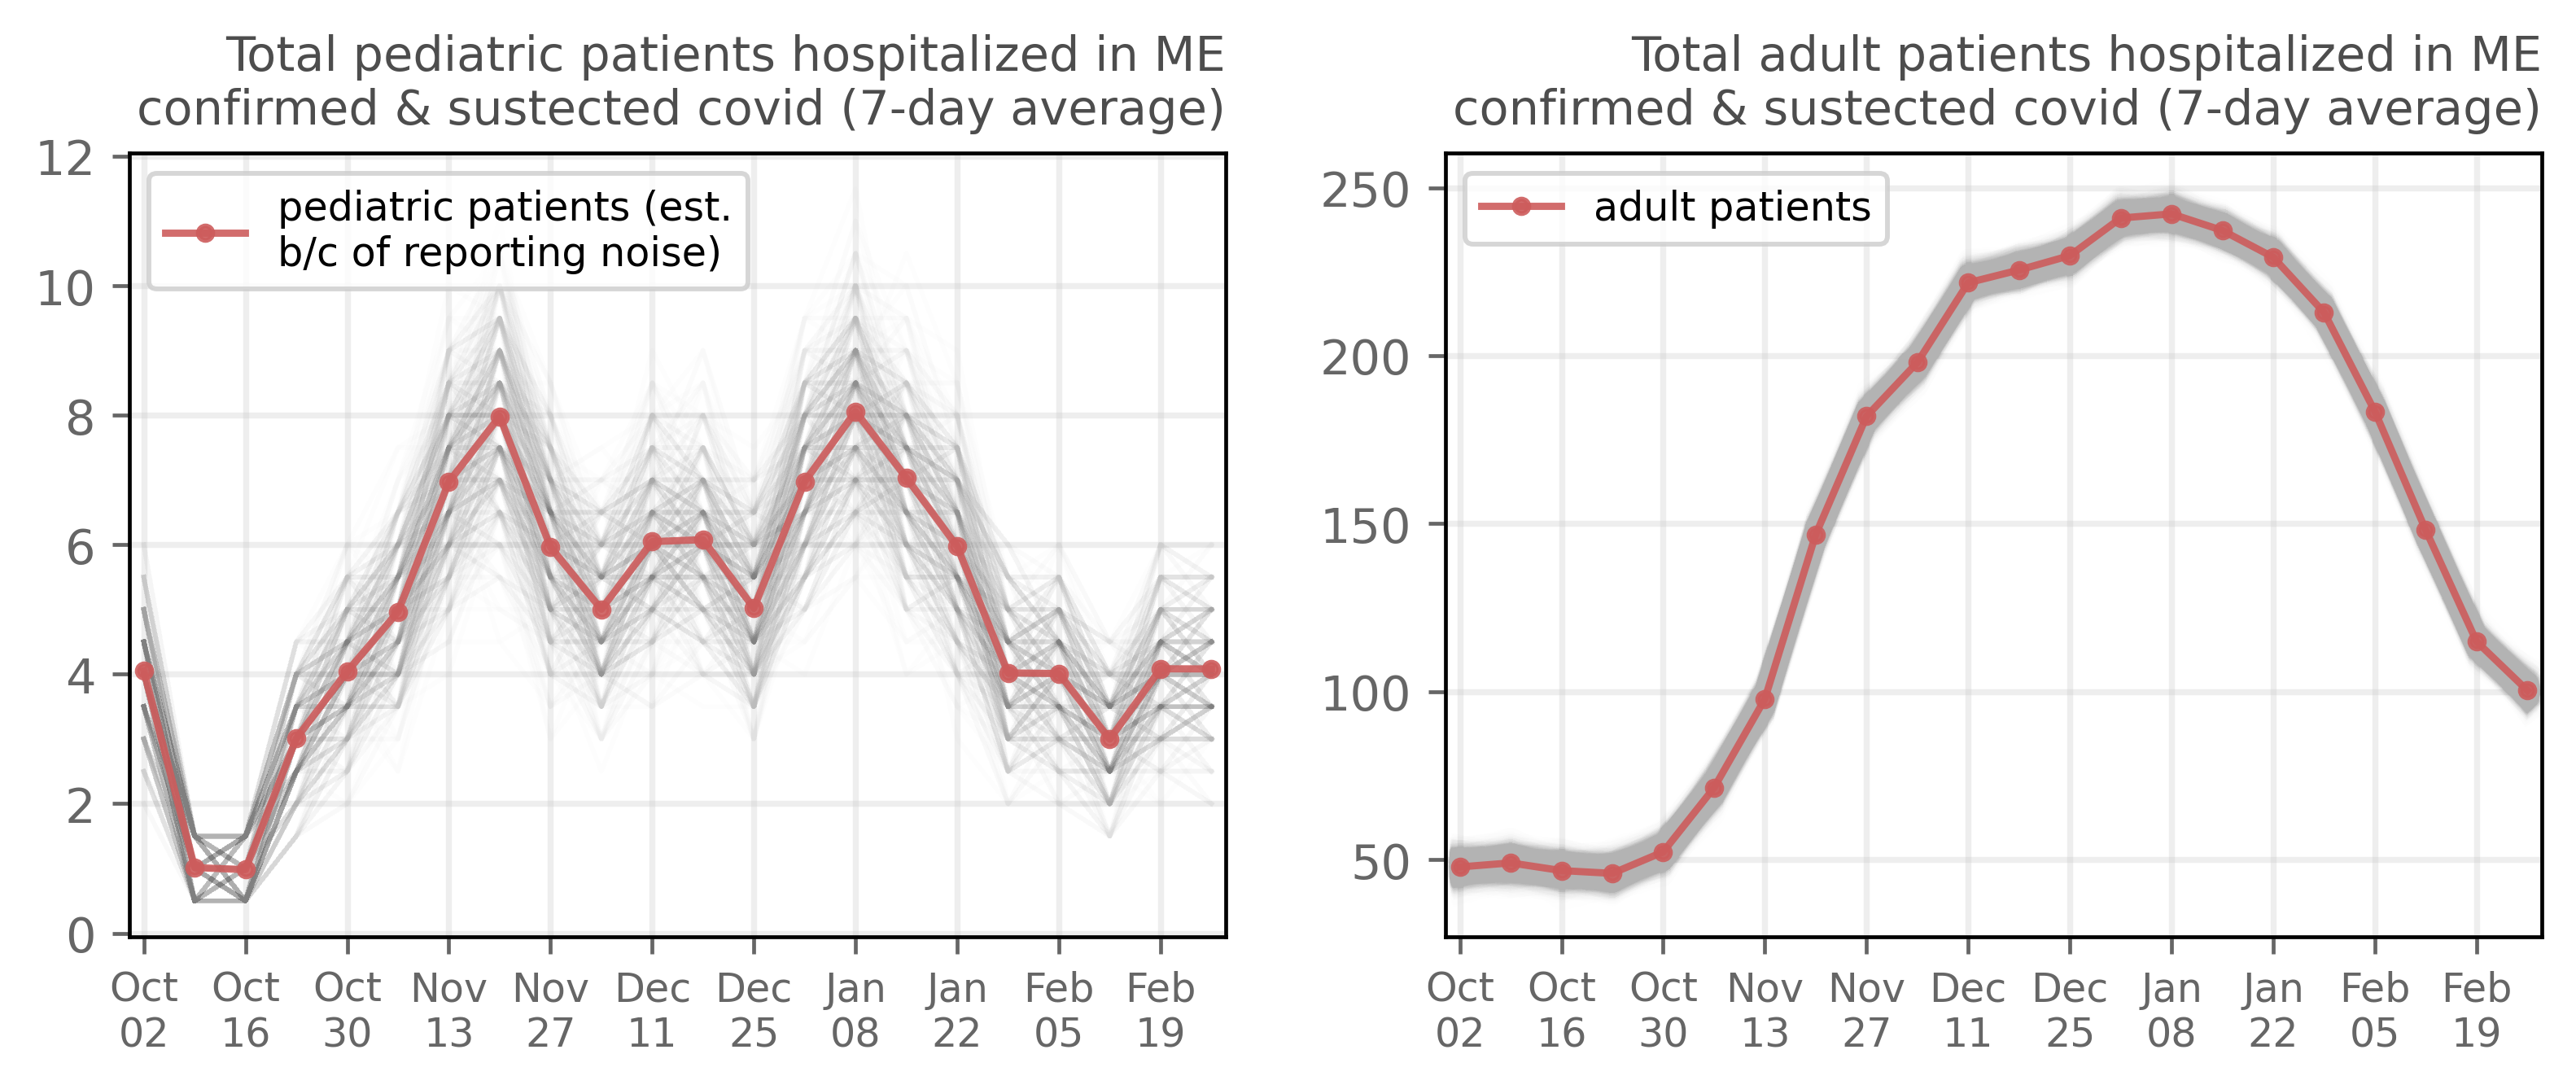 Total pediatric patients hospitalized in ME
confirmed & sustected covid (7-day average)
12
10
8
6
4
2
0
pediatric patients (est.
b/c of reporting noise)
Oct Oct Oct Nov Nov Dec Dec Jan Jan Feb Feb
02 16 30 13 27 11 25 08 22 05 19
Total adult patients hospitalized in ME
confirmed & sustected covid (7-day average)
250
200
150
100
50
adult patients
Oct Oct Oct Nov Nov Dec Dec Jan Jan Feb Feb
02 16 30 13 27 11 25 08 22 05 19